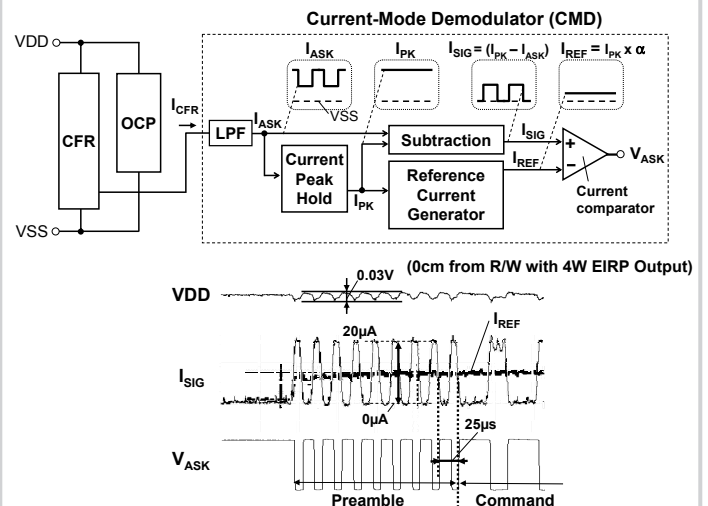 Current-Mode Demodulator (CMD)
VDD
VSS
CFR
OCP
I_CFR
LPF
I_ASK
I_ASK
VSS
I_PK
I_SIG = (I_PK – I_ASK)
I_REF = I_PK x α
Current
Peak
Hold
I_PK
Subtraction
Reference
Current
Generator
I_SIG
I_REF
+
–
V_ASK
Current
comparator
(0cm from R/W with 4W EIRP Output)
VDD
0.03V
I_SIG
20μA
0μA
I_REF
25μs
V_ASK
Preamble
Command